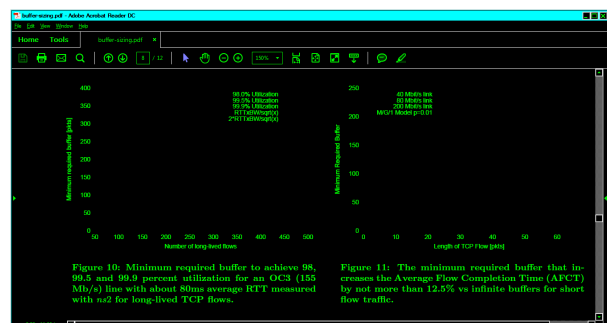 buffer-sizing.pdf - Adobe Acrobat Reader DC
File Edit View Window Help
Home Tools buffer-sizing.pdf ×
8 / 12 150%
400
350
300
250
200
150
100
50
0
Minimum required buffer [pkts]
98.0% Utilization
99.5% Utilization
99.9% Utilization
RTTxBW/sqrt(x)
2*RTTxBW/sqrt(x)
50 100 150 200 250 300 350 400 450 500
Number of long-lived flows
250
200
150
100
50
0
Minimum Required Buffer
40 Mbit/s link
80 Mbit/s link
200 Mbit/s link
M/G/1 Model p=0.01
0 10 20 30 40 50 60
Length of TCP Flow [pkts]
Figure 10: Minimum required buffer to achieve 98,
99.5 and 99.9 percent utilization for an OC3 (155
Mb/s) line with about 80ms average RTT measured
with ns2 for long-lived TCP flows.
Figure 11: The minimum required buffer that in-
creases the Average Flow Completion Time (AFCT)
by not more than 12.5% vs infinite buffers for short
flow traffic.